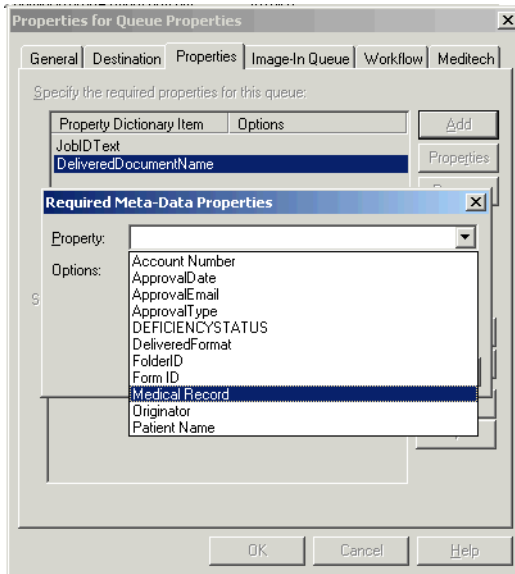 Properties for Queue Properties
General Destination Properties Image-In Queue Workflow Meditech
Specify the required properties for this queue:
Property Dictionary Item Options Add
JobIDText
DeliveredDocumentName Properties
Required Meta-Data Properties
Property:
Options:
Account Number
ApprovalDate
ApprovalEmail
ApprovalType
DEFICIENCYSTATUS
DeliveredFormat
FolderID
Form ID
Medical Record
Originator
Patient Name
OK Cancel Help